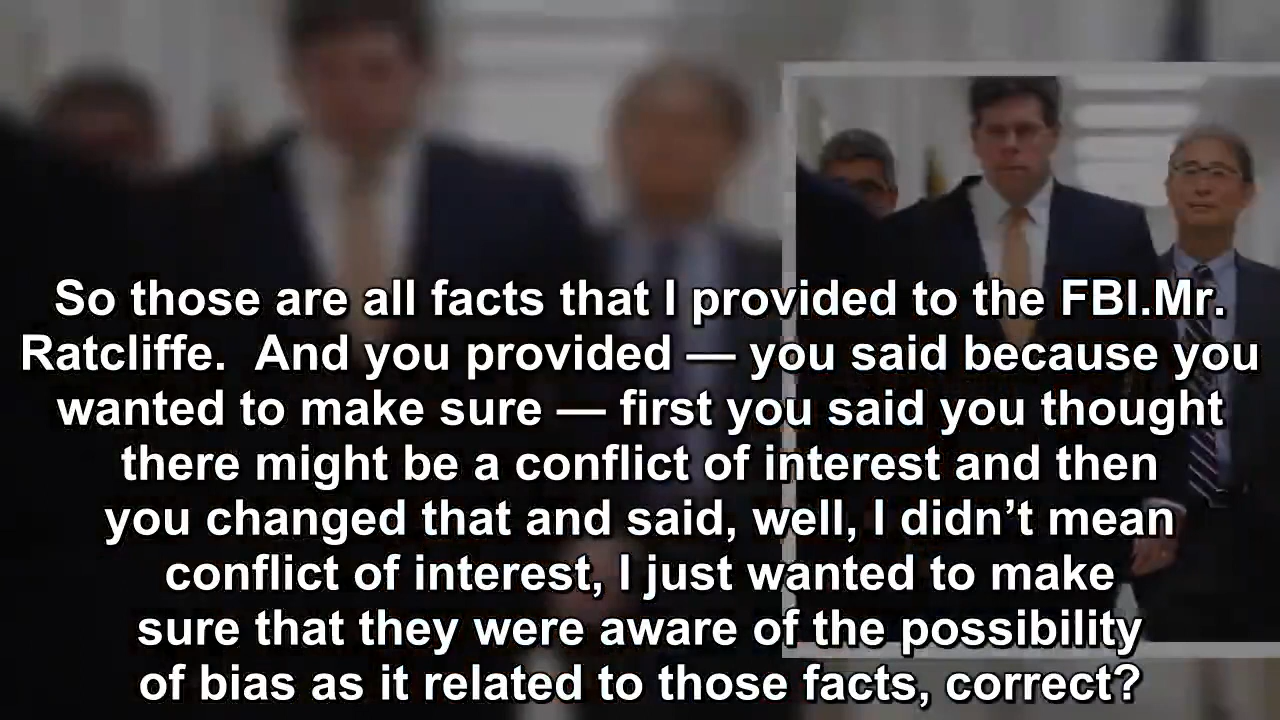 So those are all facts that I provided to the FBI.Mr.
Ratcliffe.  And you provided — you said because you
wanted to make sure — first you said you thought
there might be a conflict of interest and then
you changed that and said, well, I didn’t mean
conflict of interest, I just wanted to make
sure that they were aware of the possibility
of bias as it related to those facts, correct?